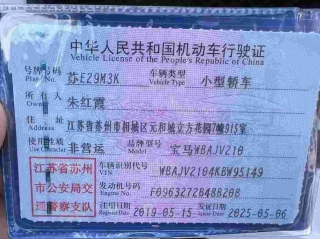 中华人民共和国机动车行驶证
Vehicle License of the People's Republic of China
号牌号码 苏E29M3K 车辆类型 小型轿车
Plate No. Vehicle Type
所有人 朱红霞
Owner
住址 江苏省苏州市相城区元和城立方花园7幢915室
Address
使用性质 非营运 品牌型号 宝马WBAJV210
Use Character Model
江苏省苏州市公安局交通警察支队
车辆识别代号 WBAJV2104KBW95149
VIN
发动机号码 F0963272B48820B
Engine No.
注册日期 2019-05-15 发证日期 2025-05-06
Register Date Issue Date